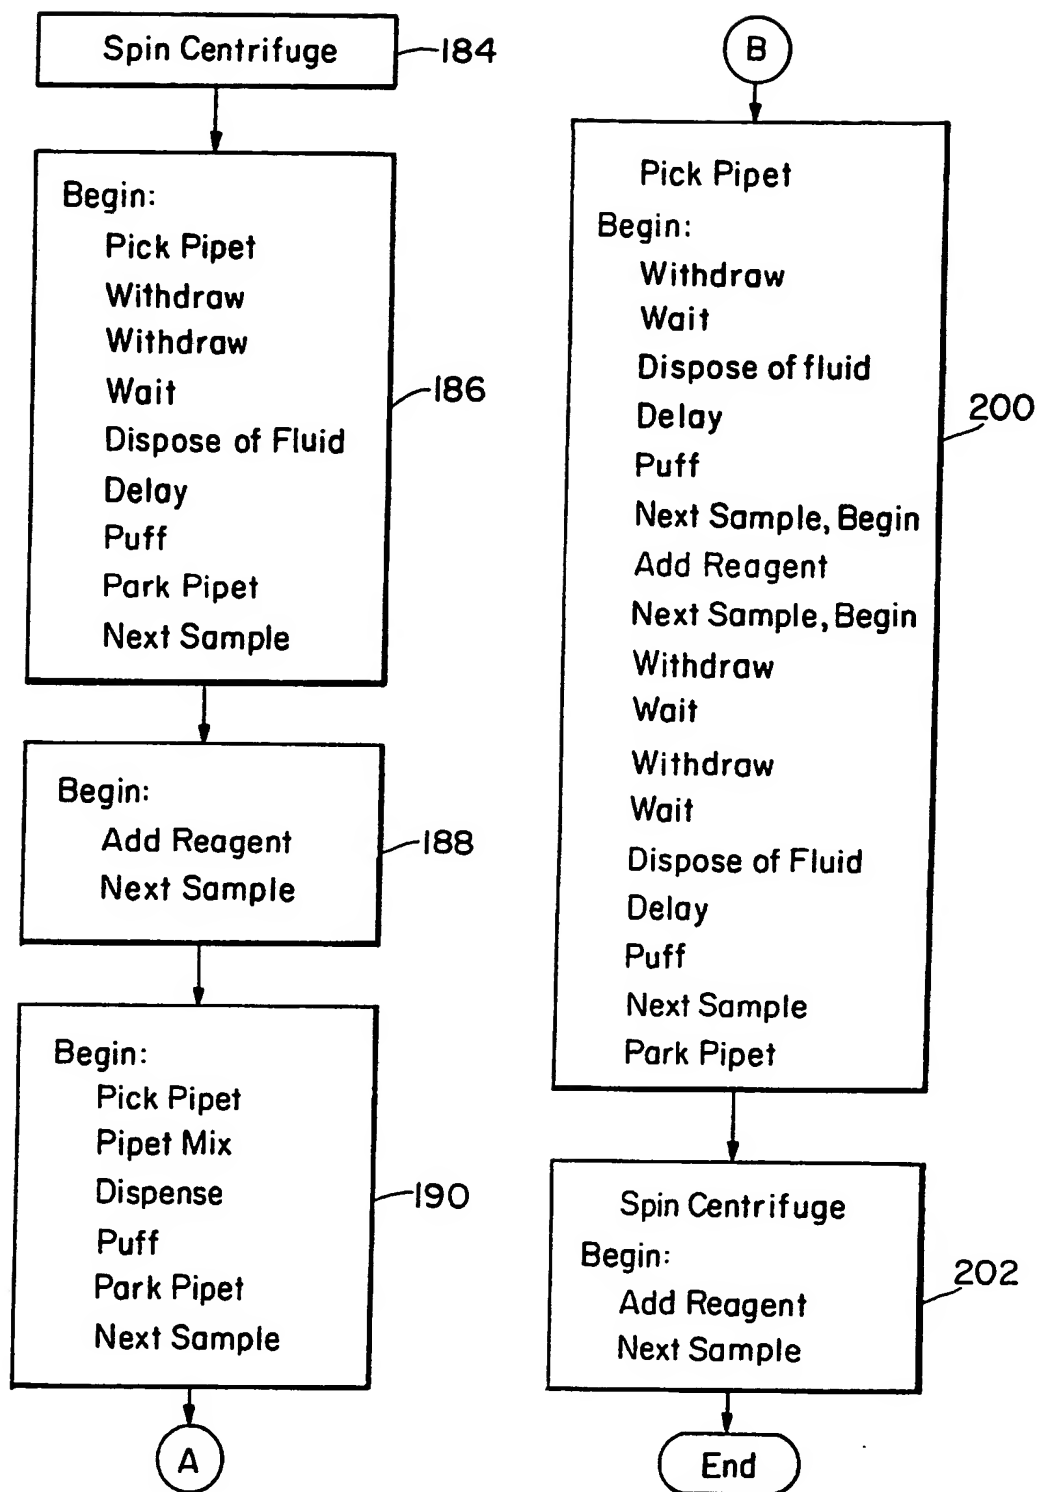 Spin Centrifuge
184
Begin:
Pick Pipet
Withdraw
Withdraw
Wait
Dispose of Fluid
Delay
Puff
Park Pipet
Next Sample
186
Begin:
Add Reagent
Next Sample
188
Begin:
Pick Pipet
Pipet Mix
Dispense
Puff
Park Pipet
Next Sample
190
A
B
Pick Pipet
Begin:
Withdraw
Wait
Dispose of fluid
Delay
Puff
Next Sample, Begin
Add Reagent
Next Sample, Begin
Withdraw
Wait
Withdraw
Wait
Dispose of Fluid
Delay
Puff
Next Sample
Park Pipet
200
Spin Centrifuge
Begin:
Add Reagent
Next Sample
202
End